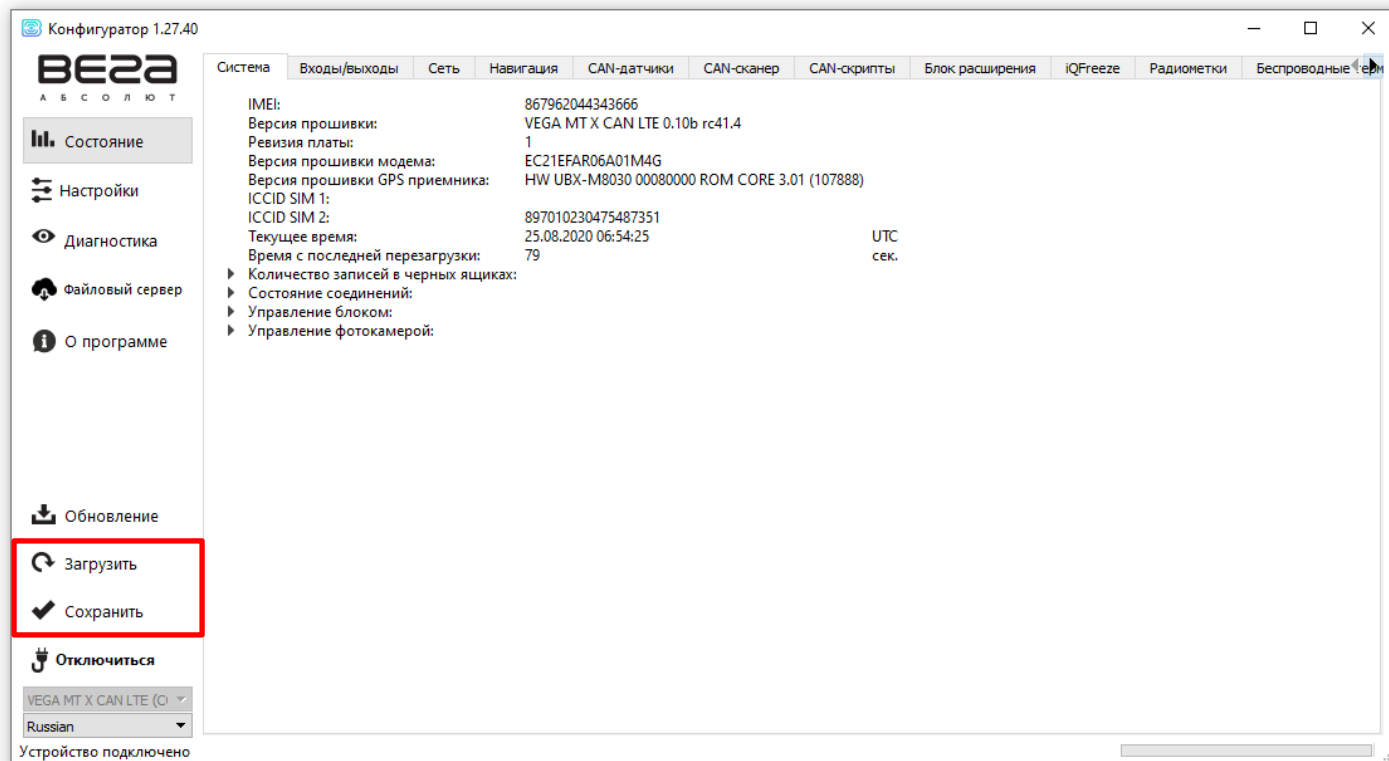 Конфигуратор 1.27.40
ВЕГА
АБСОЛЮТ
Состояние
Настройки
Диагностика
Файловый сервер
О программе
Обновление
Загрузить
Сохранить
Отключиться
VEGA MT X CAN LTE (C
Russian
Устройство подключено
Система Входы/выходы Сеть Навигация CAN-датчики CAN-сканер CAN-скрипты Блок расширения iQFreeze Радиометки Беспроводные терм
IMEI: 867962044343666
Версия прошивки: VEGA MT X CAN LTE 0.10b rc41.4
Ревизия платы: 1
Версия прошивки модема: EC21EFAR06A01M4G
Версия прошивки GPS приемника: HW UBX-M8030 00080000 ROM CORE 3.01 (107888)
ICCID SIM 1:
ICCID SIM 2: 897010230475487351
Текущее время: 25.08.2020 06:54:25 UTC
Время с последней перезагрузки: 79 сек.
Количество записей в черных ящиках:
Состояние соединений:
Управление блоком:
Управление фотокамерой: